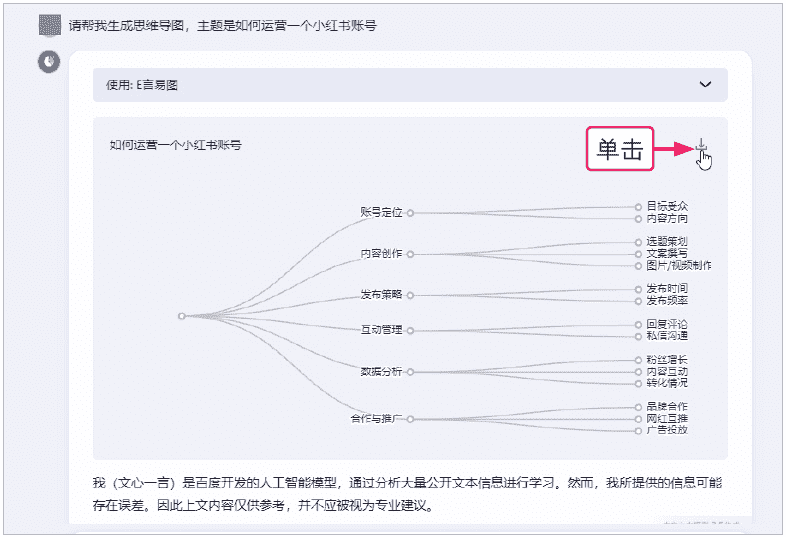 请帮我生成思维导图，主题是如何运营一个小红书账号
使用: E言易图
如何运营一个小红书账号
单击
账号定位
目标受众
内容方向
内容创作
选题策划
文案撰写
图片/视频制作
发布策略
发布时间
发布频率
互动管理
回复评论
私信沟通
数据分析
粉丝增长
内容互动
转化情况
合作与推广
品牌合作
网红互推
广告投放
我（文心一言）是百度开发的人工智能模型，通过分析大量公开文本信息进行学习。然而，我所提供的信息可能
存在误差。因此上文内容仅供参考，并不应被视为专业建议。